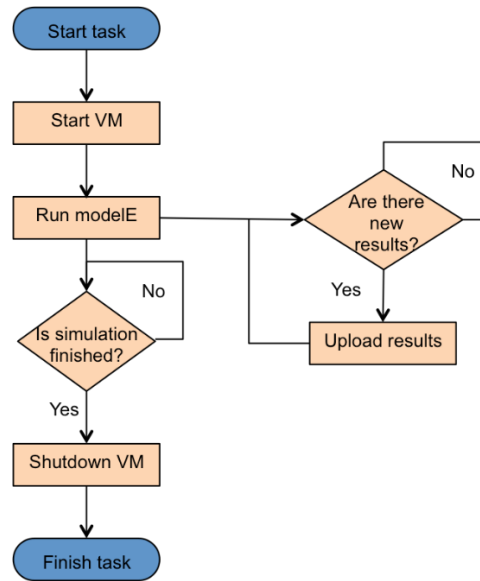 Start task
Start VM
Run modelE
No
Is simulation
finished?
Yes
Shutdown VM
Finish task
Are there
new
results?
No
Yes
Upload results